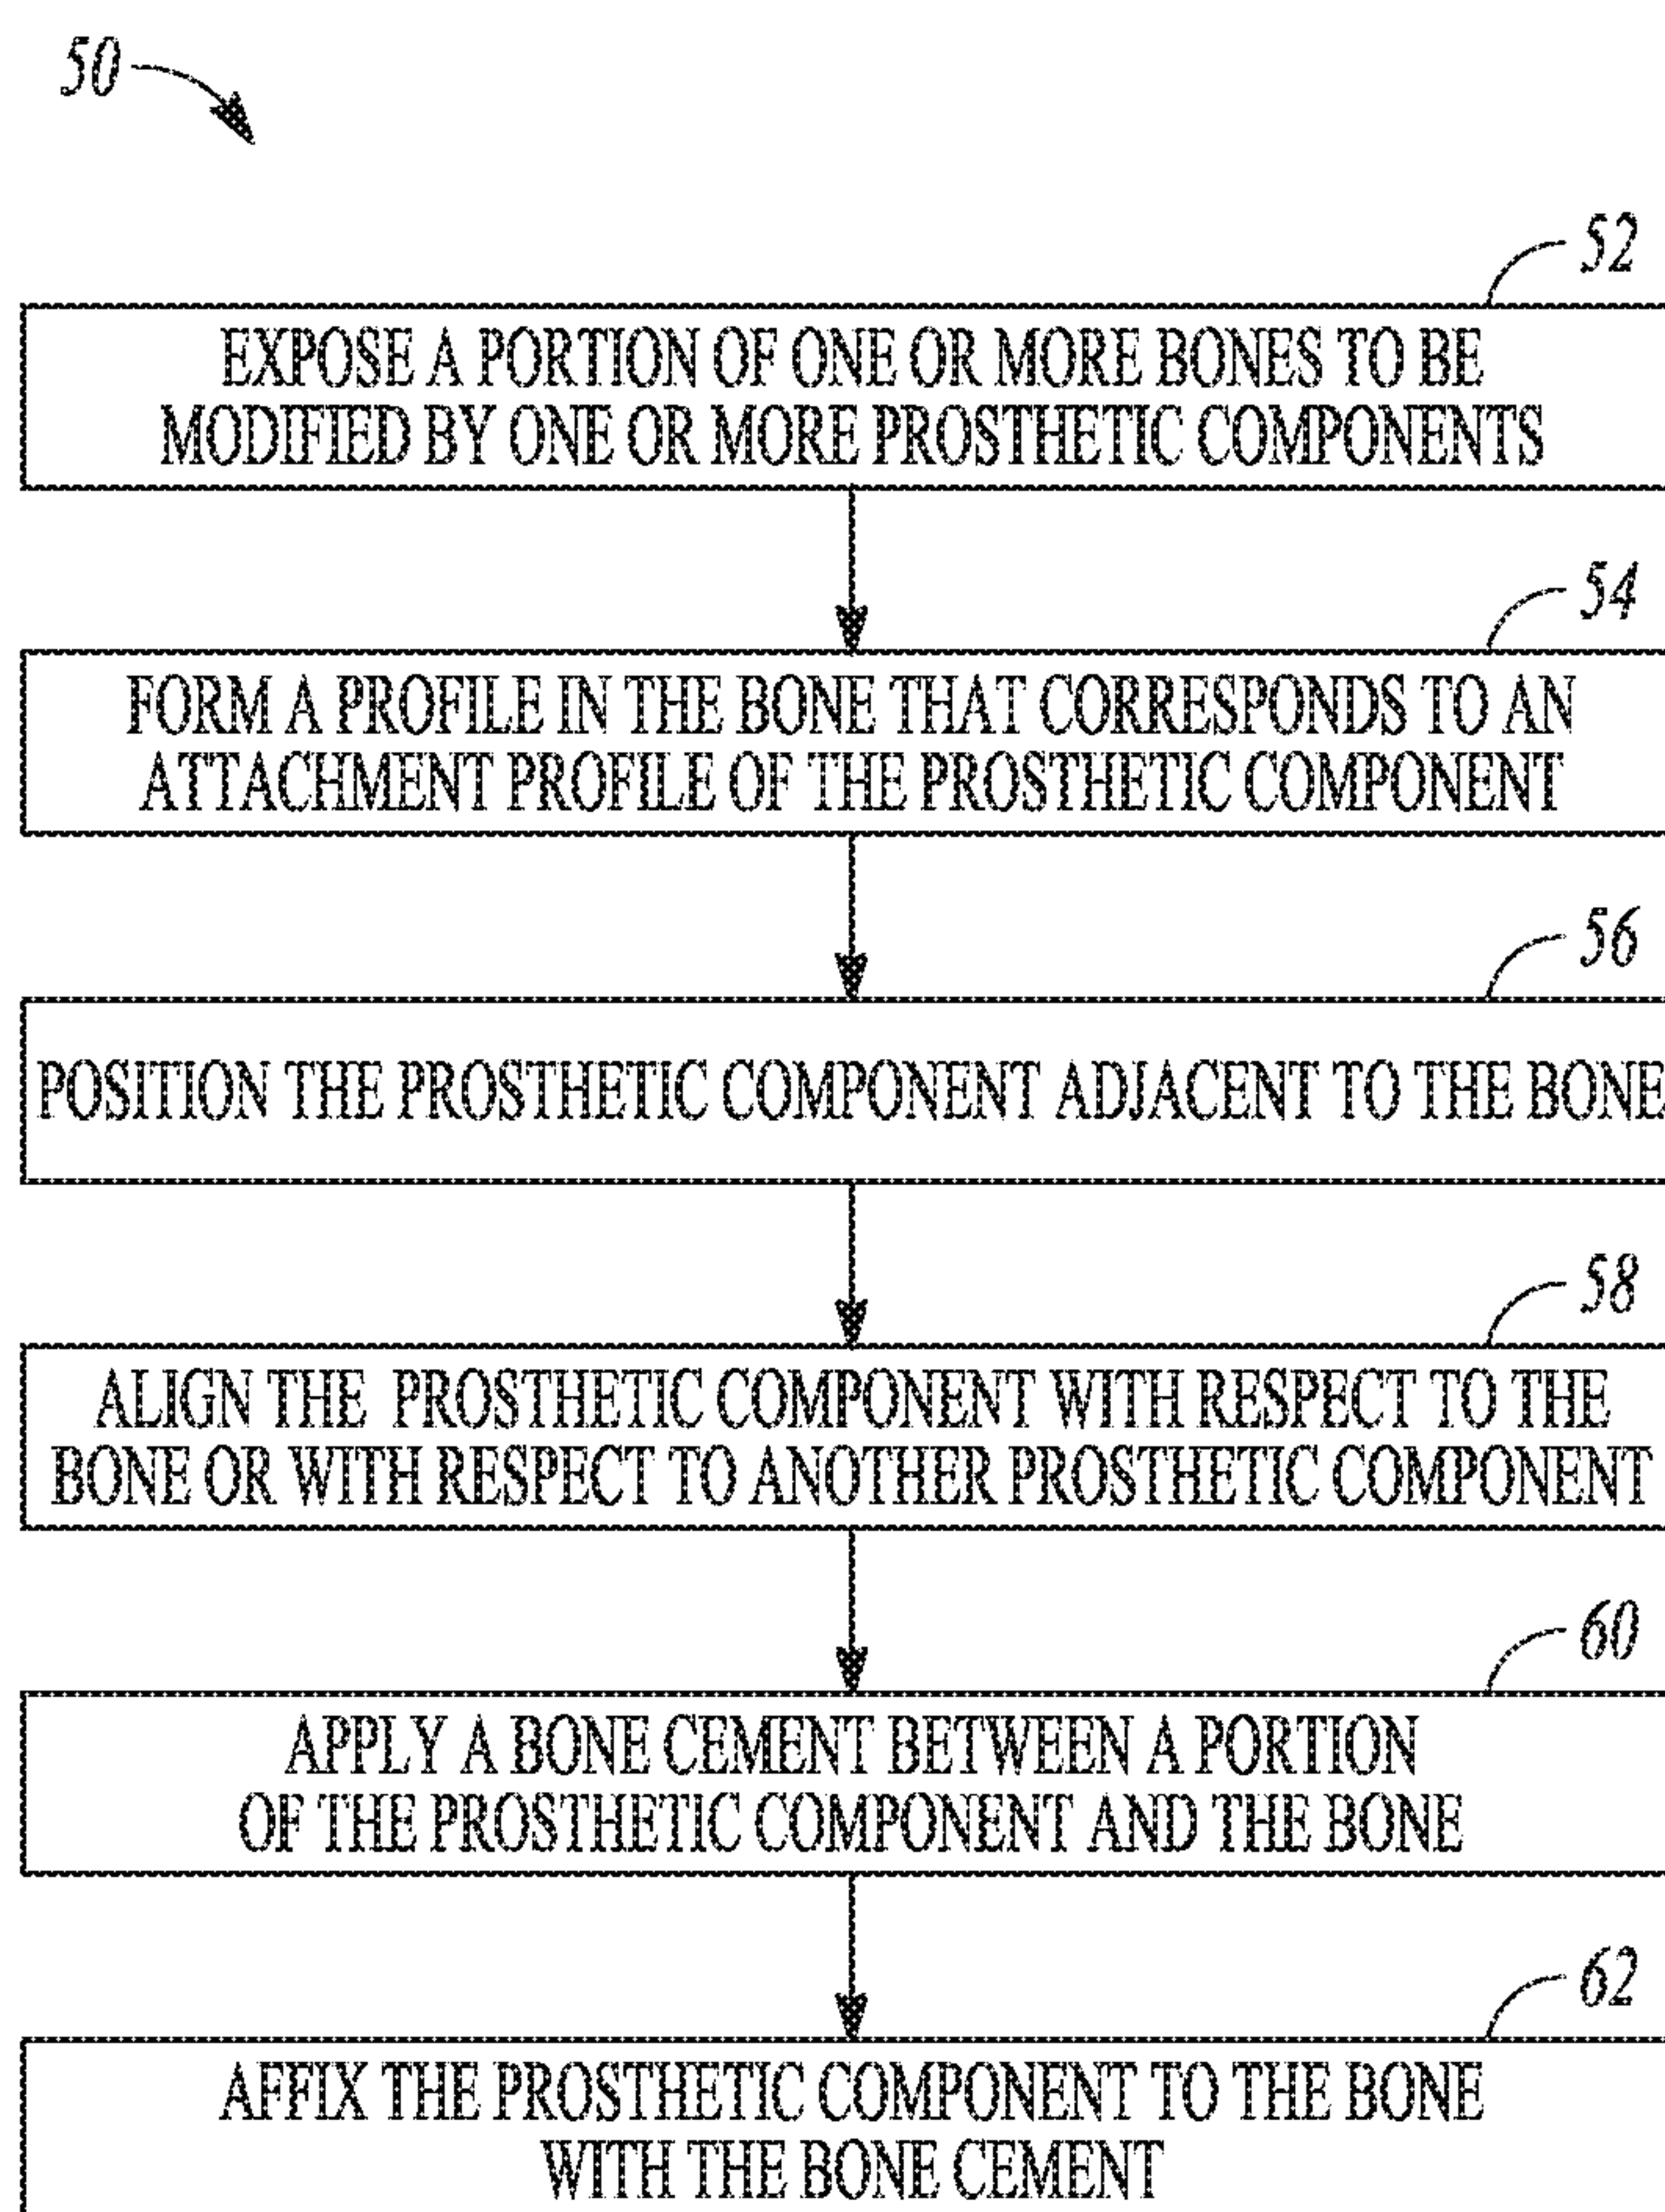 50
52
EXPOSE A PORTION OF ONE OR MORE BONES TO BE
MODIFIED BY ONE OR MORE PROSTHETIC COMPONENTS
54
FORM A PROFILE IN THE BONE THAT CORRESPONDS TO AN
ATTACHMENT PROFILE OF THE PROSTHETIC COMPONENT
56
POSITION THE PROSTHETIC COMPONENT ADJACENT TO THE BONE
58
ALIGN THE PROSTHETIC COMPONENT WITH RESPECT TO THE
BONE OR WITH RESPECT TO ANOTHER PROSTHETIC COMPONENT
60
APPLY A BONE CEMENT BETWEEN A PORTION
OF THE PROSTHETIC COMPONENT AND THE BONE
62
AFFIX THE PROSTHETIC COMPONENT TO THE BONE
WITH THE BONE CEMENT